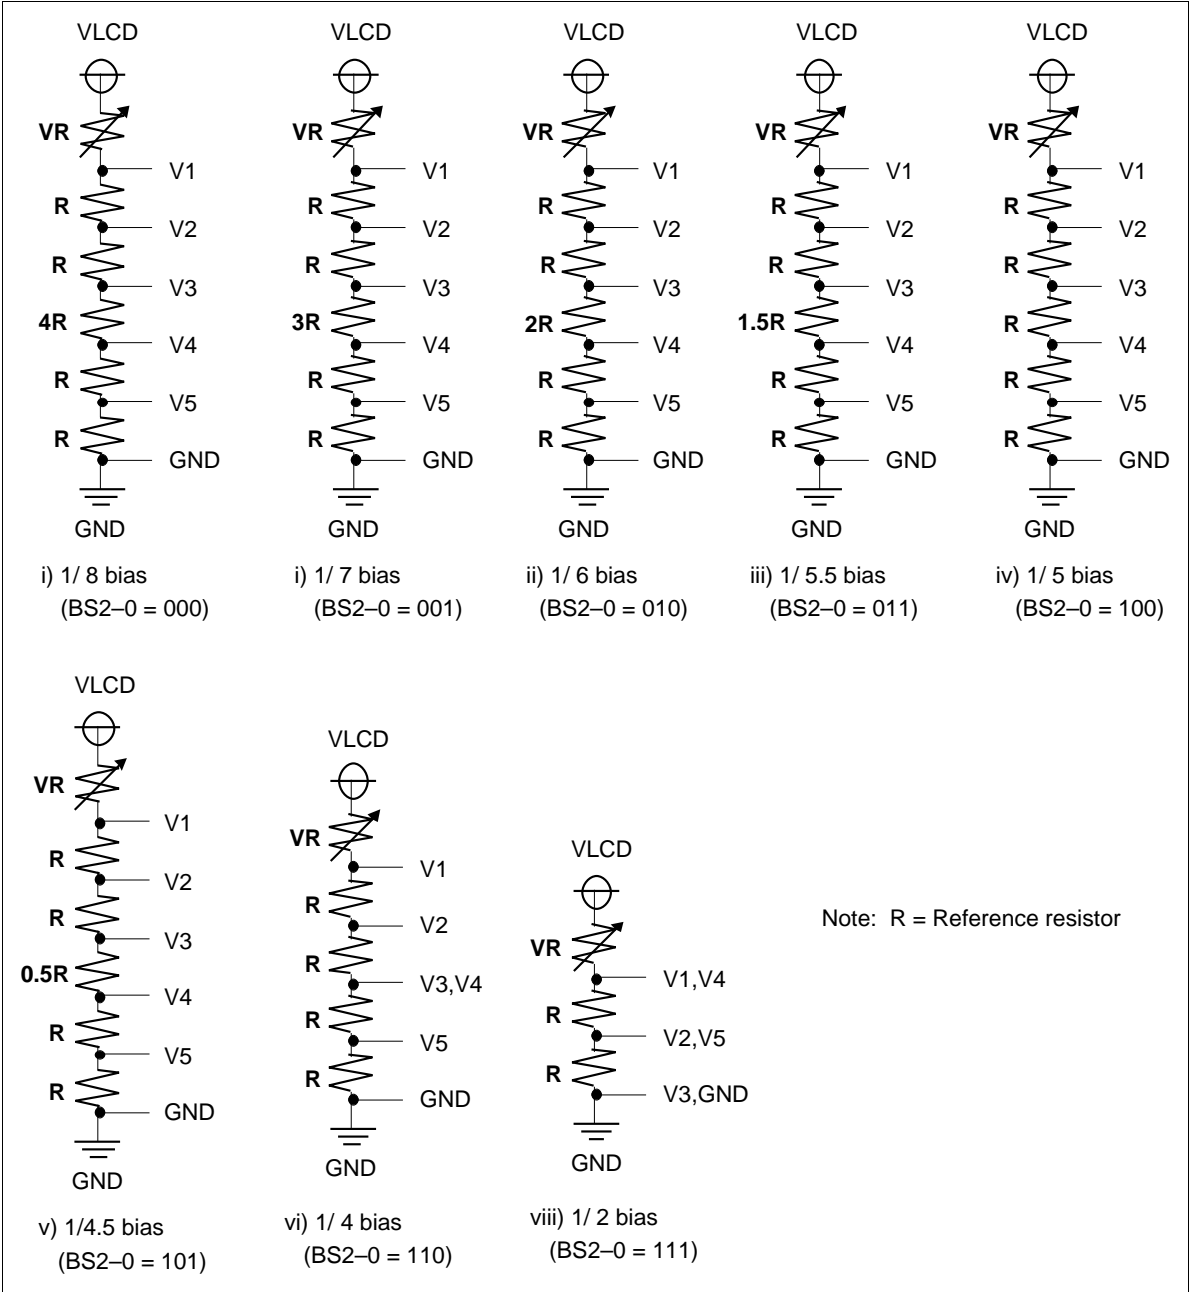 VLCD
VR
V1
R
V2
R
V3
4R
V4
R
V5
R
GND
GND
i) 1/ 8 bias
(BS2–0 = 000)
VLCD
VR
V1
R
V2
R
V3
3R
V4
R
V5
R
GND
GND
i) 1/ 7 bias
(BS2–0 = 001)
VLCD
VR
V1
R
V2
R
V3
2R
V4
R
V5
R
GND
GND
ii) 1/ 6 bias
(BS2–0 = 010)
VLCD
VR
V1
R
V2
R
V3
1.5R
V4
R
V5
R
GND
GND
iii) 1/ 5.5 bias
(BS2–0 = 011)
VLCD
VR
V1
R
V2
R
V3
R
V4
R
V5
R
GND
GND
iv) 1/ 5 bias
(BS2–0 = 100)
VLCD
VR
V1
R
V2
R
V3
0.5R
V4
R
V5
R
GND
GND
v) 1/4.5 bias
(BS2–0 = 101)
VLCD
VR
V1
R
V2
R
V3,V4
R
V5
R
GND
GND
vi) 1/ 4 bias
(BS2–0 = 110)
VLCD
VR
V1,V4
R
V2,V5
R
V3,GND
GND
viii) 1/ 2 bias
(BS2–0 = 111)
Note: R = Reference resistor